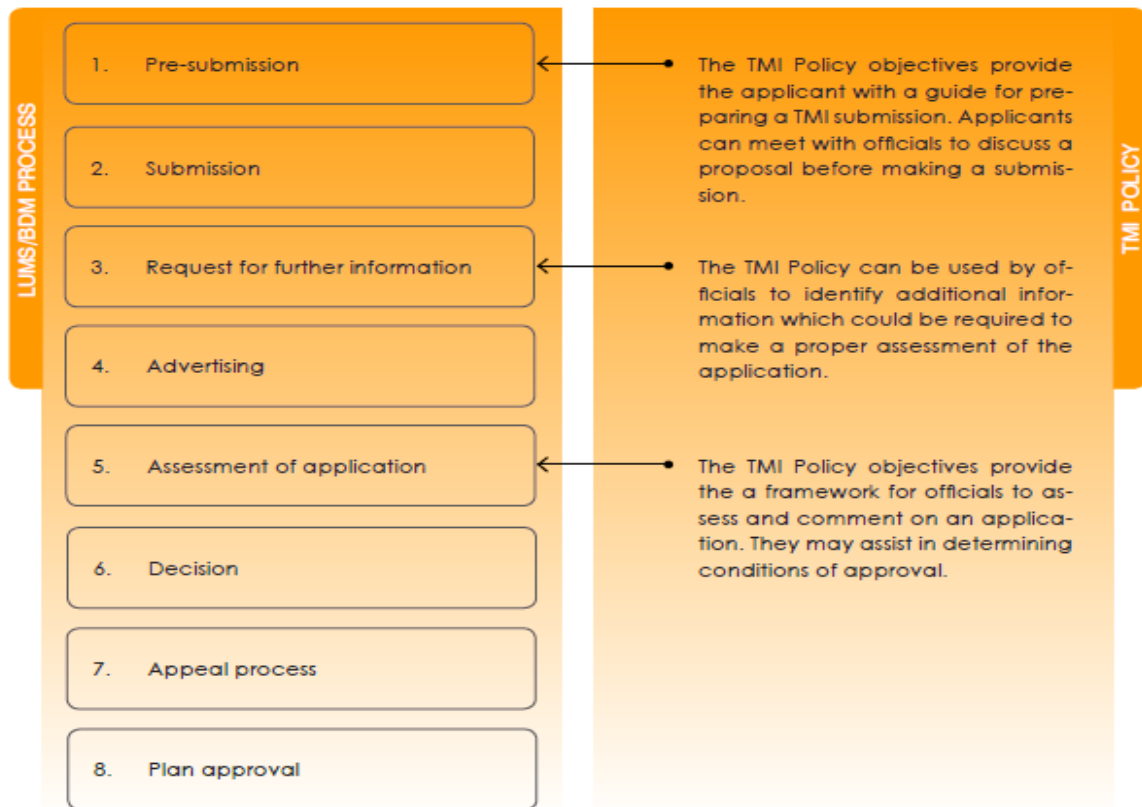 LUMS/BDM PROCESS
1. Pre-submission
2. Submission
3. Request for further information
4. Advertising
5. Assessment of application
6. Decision
7. Appeal process
8. Plan approval
The TMI Policy objectives provide
the applicant with a guide for pre-
paring a TMI submission. Applicants
can meet with officials to discuss a
proposal before making a submis-
sion.
The TMI Policy can be used by of-
ficials to identify additional infor-
mation which could be required to
make a proper assessment of the
application.
The TMI Policy objectives provide
the a framework for officials to as-
sess and comment on an applica-
tion. They may assist in determining
conditions of approval.
TMI POLICY